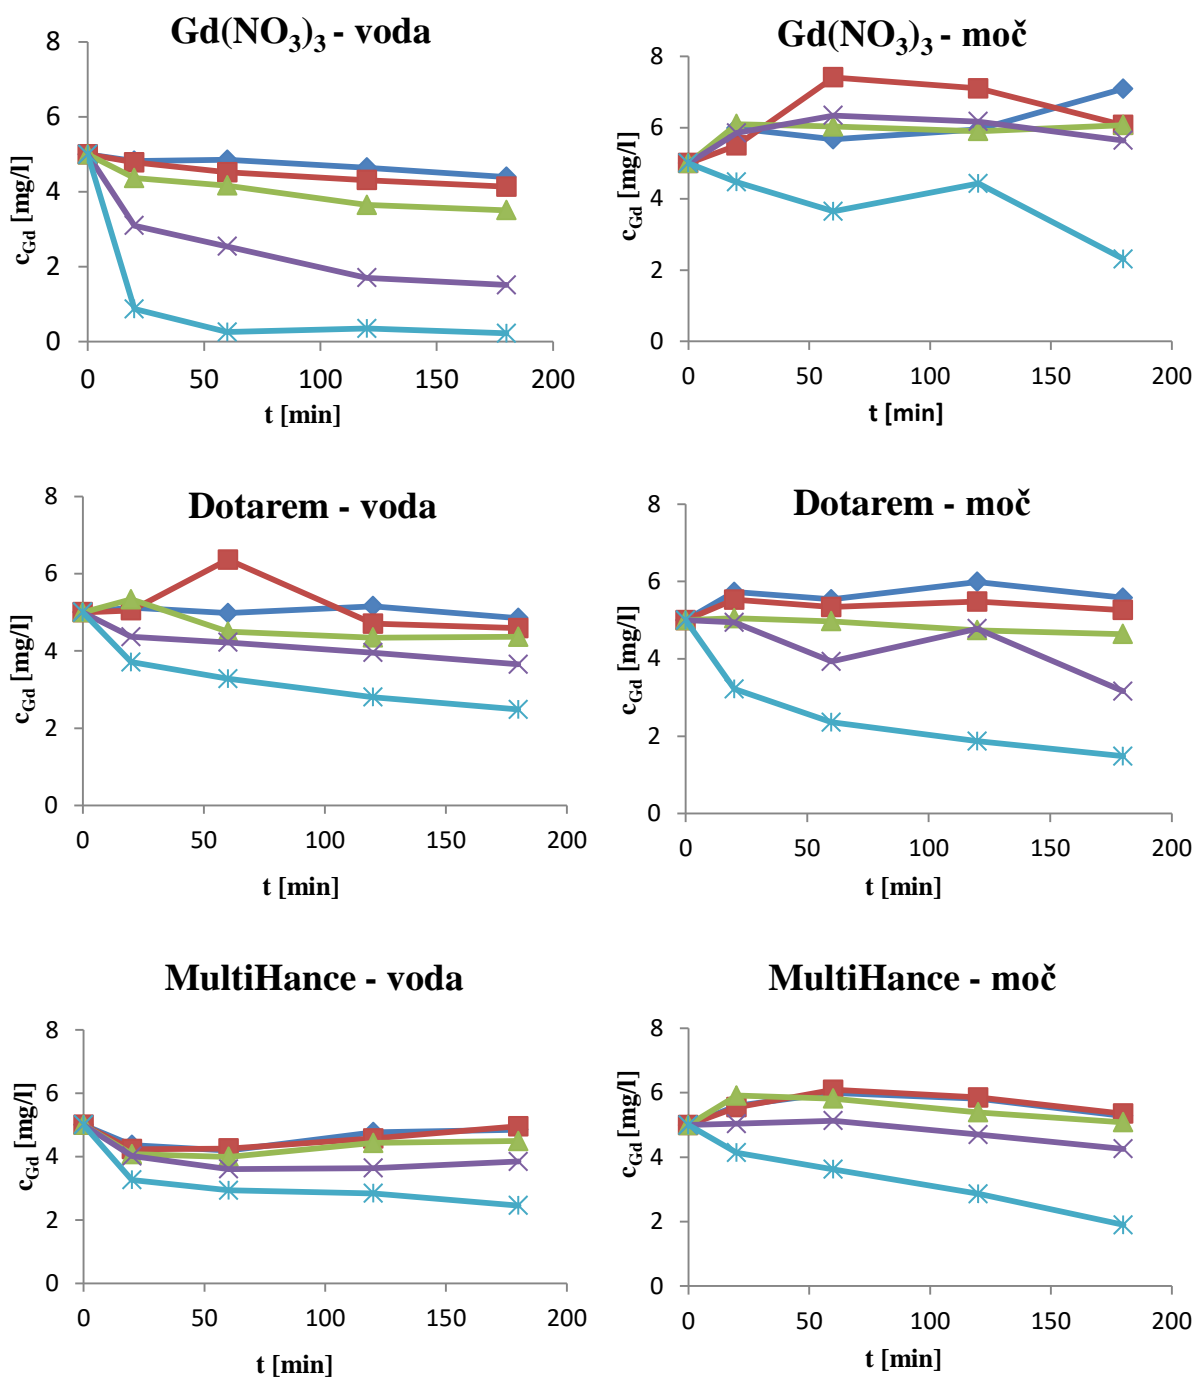 Gd(NO3)3 - voda
8
6
4
2
0
0 50 100 150 200
cGd [mg/l]
t [min]
Gd(NO3)3 - moč
8
6
4
2
0
0 50 100 150 200
cGd [mg/l]
t [min]
Dotarem - voda
8
6
4
2
0
0 50 100 150 200
cGd [mg/l]
t [min]
Dotarem - moč
8
6
4
2
0
0 50 100 150 200
cGd [mg/l]
t [min]
MultiHance - voda
8
6
4
2
0
0 50 100 150 200
cGd [mg/l]
t [min]
MultiHance - moč
8
6
4
2
0
0 50 100 150 200
cGd [mg/l]
t [min]